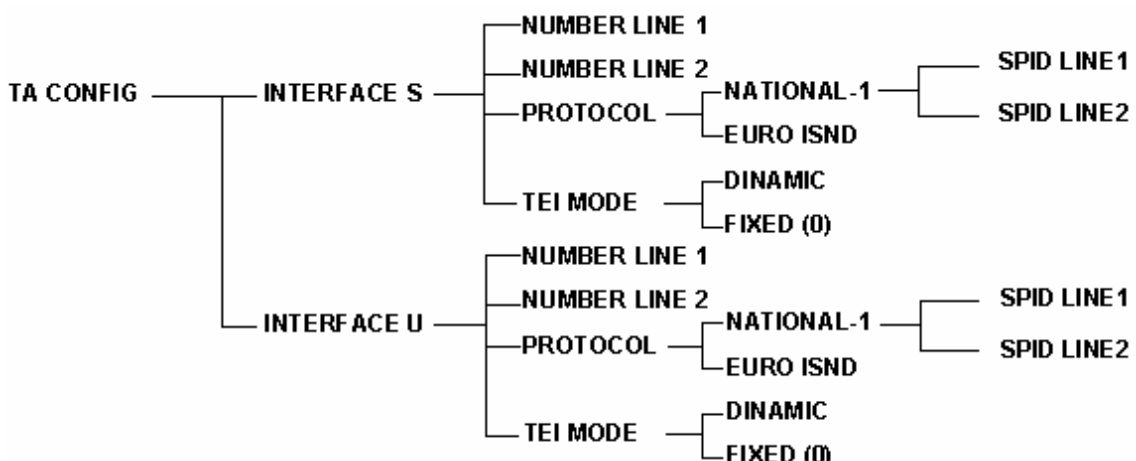 NUMBER LINE 1
NUMBER LINE 2
SPID LINE1
TA CONFIG
INTERFACE S
NATIONAL-1
PROTOCOL
SPID LINE2
EURO ISND
DINAMIC
TEI MODE
FIXED (0)
NUMBER LINE 1
NUMBER LINE 2
SPID LINE1
INTERFACE U
NATIONAL-1
PROTOCOL
SPID LINE2
EURO ISND
DINAMIC
TEI MODE
FIXED (0)